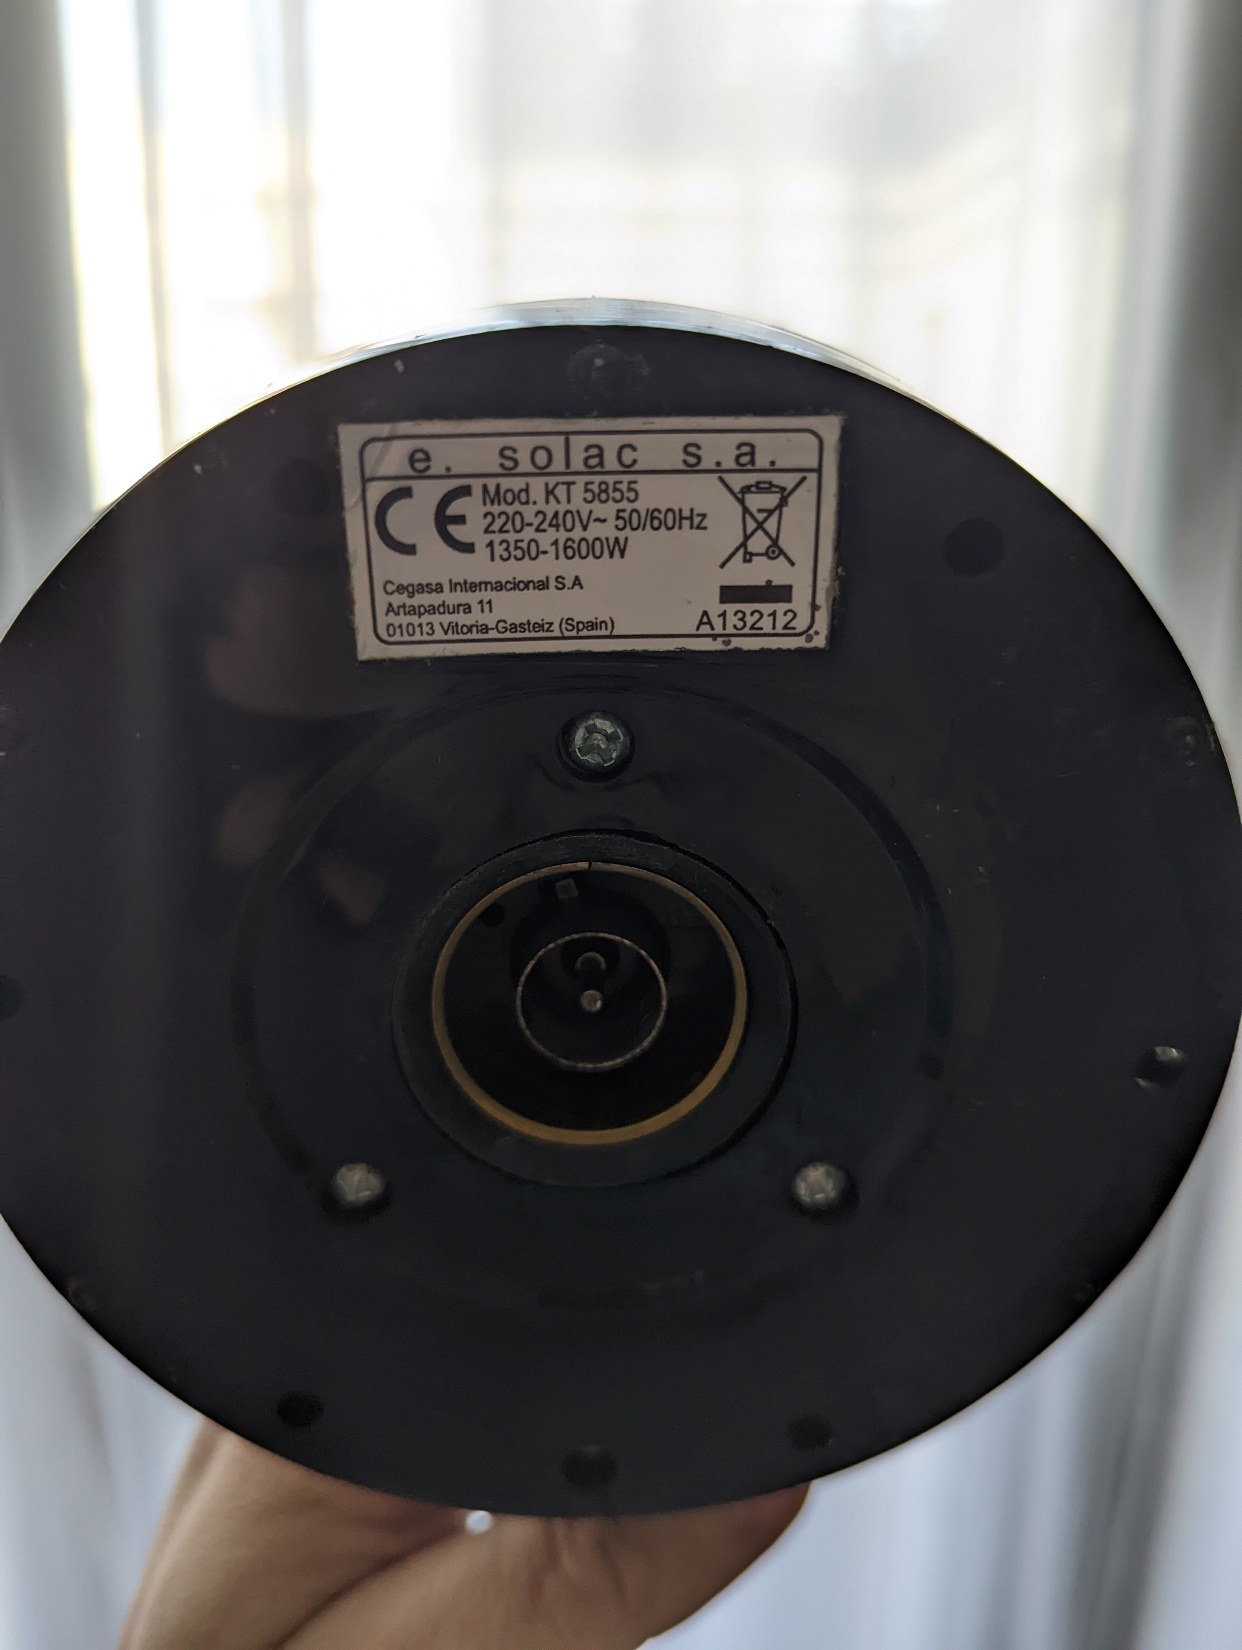 e. solac s.a.
CE
Mod. KT 5855
220-240V~ 50/60Hz
1350-1600W
Cegasa Internacional S.A
Artapadura 11
01013 Vitoria-Gasteiz (Spain)
A13212